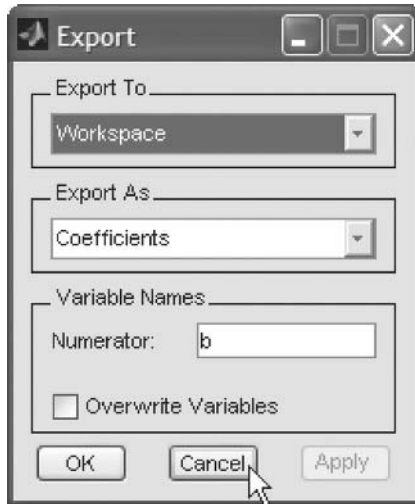 Export
Export To
Workspace
Export As
Coefficients
Variable Names
Numerator: b
Overwrite Variables
OK Cancel Apply